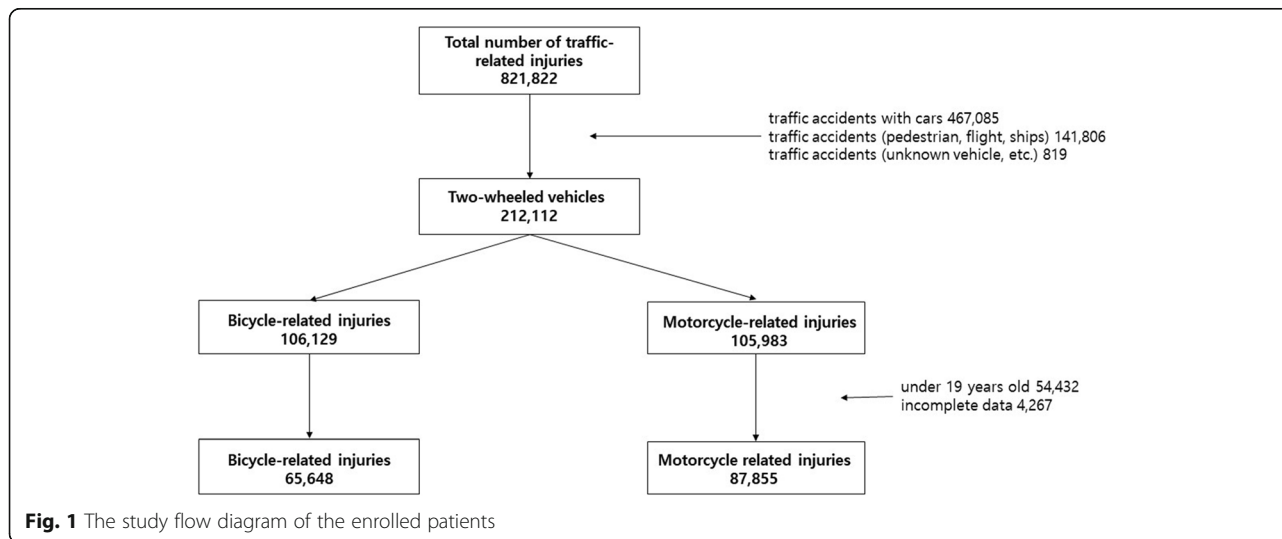 Total number of traffic-
related injuries
821,822
traffic accidents with cars 467,085
traffic accidents (pedestrian, flight, ships) 141,806
traffic accidents (unknown vehicle, etc.) 819
Two-wheeled vehicles
212,112
Bicycle-related injuries
106,129
Motorcycle-related injuries
105,983
under 19 years old 54,432
incomplete data 4,267
Bicycle-related injuries
65,648
Motorcycle related injuries
87,855
Fig. 1 The study flow diagram of the enrolled patients